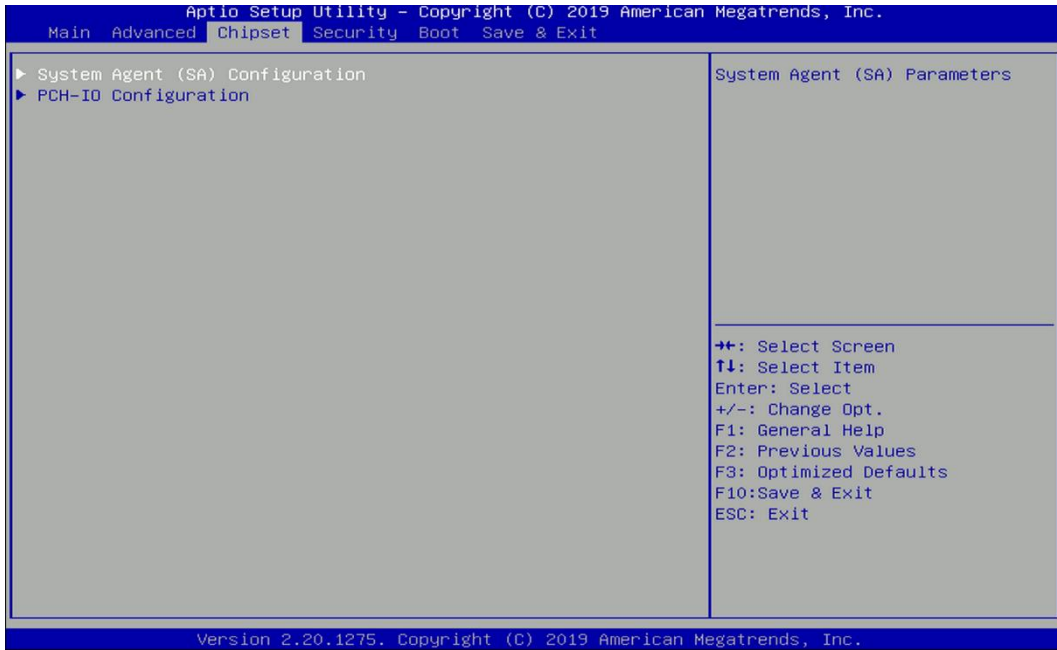 Aptio Setup Utility – Copyright (C) 2019 American Megatrends, Inc.
Main Advanced Chipset Security Boot Save & Exit
▶ System Agent (SA) Configuration
▶ PCH-IO Configuration
System Agent (SA) Parameters
→←: Select Screen
↑↓: Select Item
Enter: Select
+/-: Change Opt.
F1: General Help
F2: Previous Values
F3: Optimized Defaults
F10:Save & Exit
ESC: Exit
Version 2.20.1275. Copyright (C) 2019 American Megatrends, Inc.